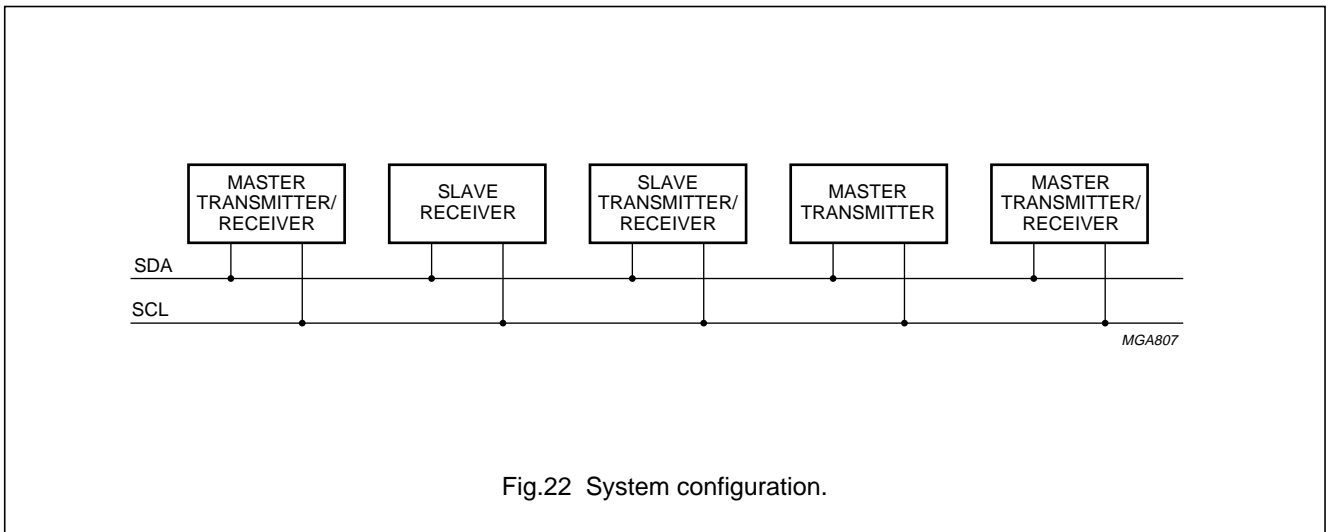 MASTER
TRANSMITTER/
RECEIVER
SLAVE
RECEIVER
SLAVE
TRANSMITTER/
RECEIVER
MASTER
TRANSMITTER
MASTER
TRANSMITTER/
RECEIVER
SDA
SCL
MGA807
Fig.22 System configuration.